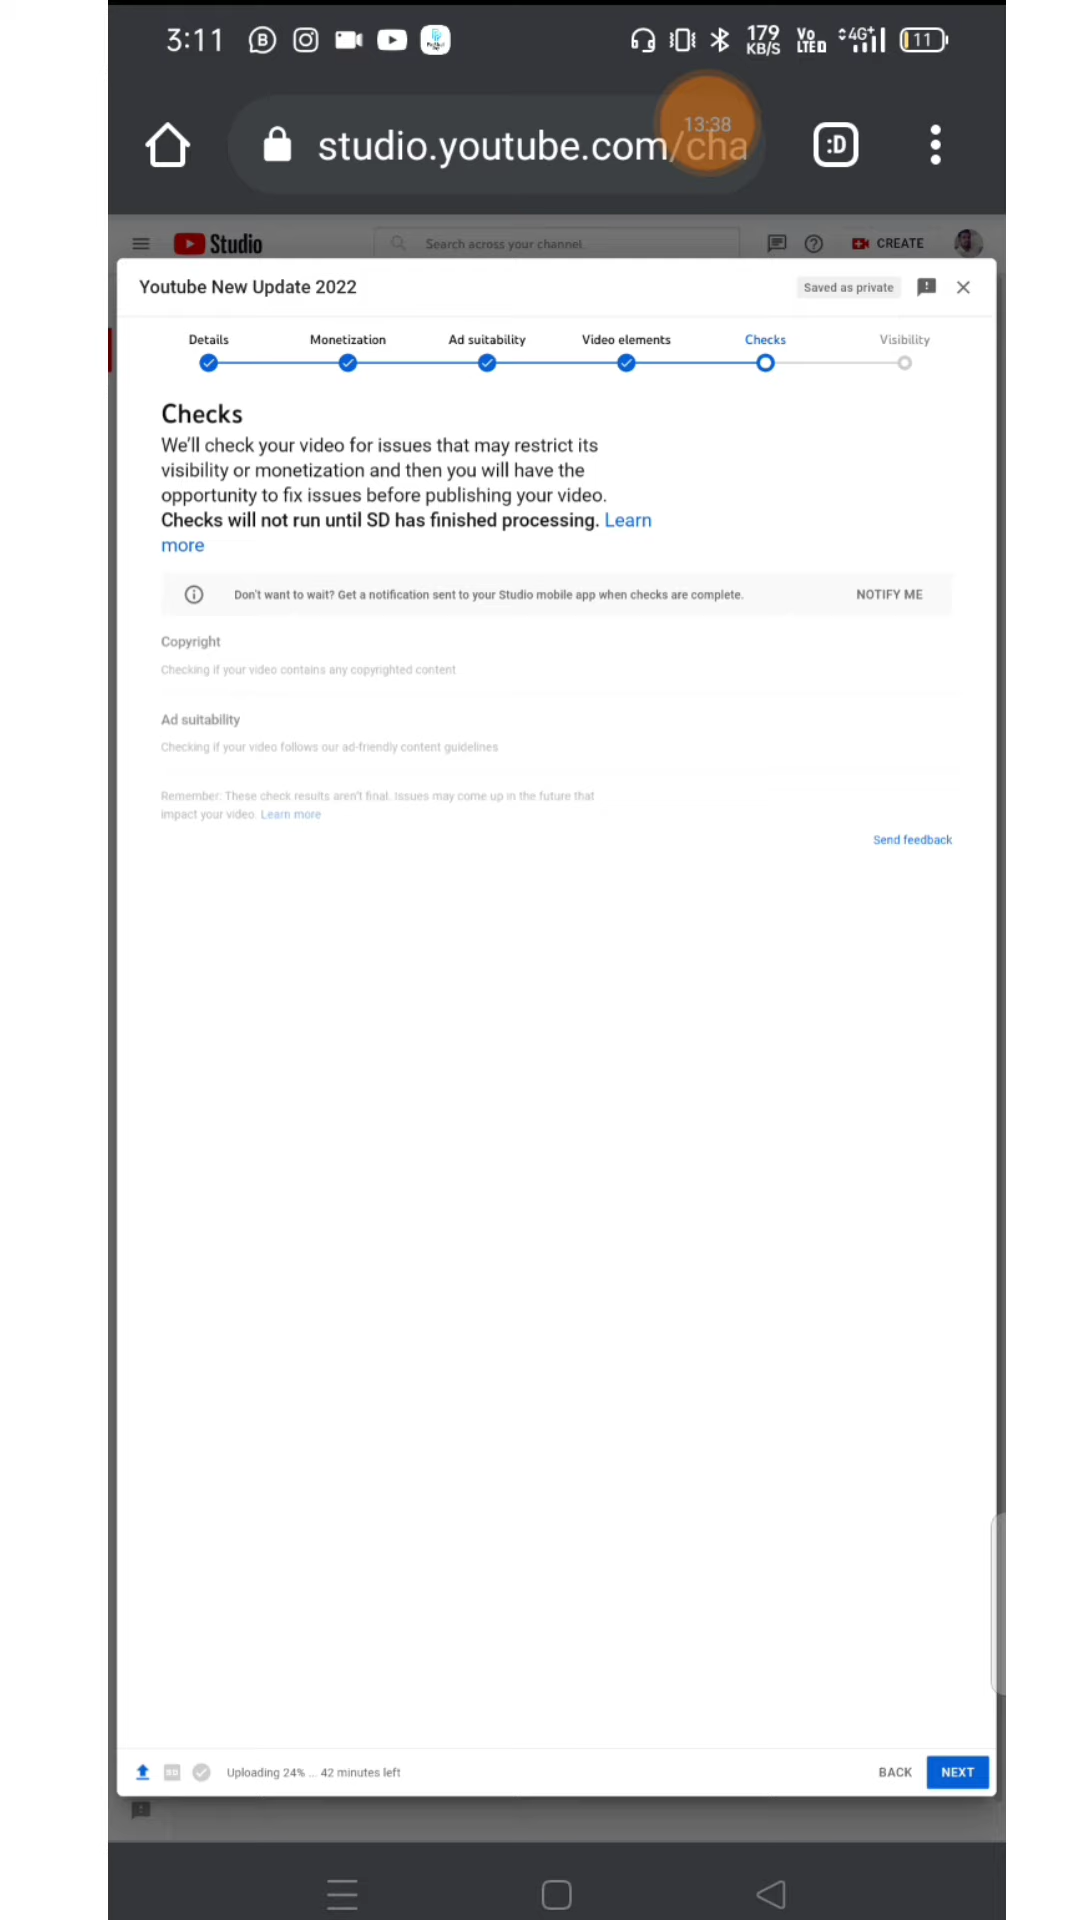 3:11 179 KB/S Vo LTE 4G+ 11
13:38
studio.youtube.com/cha :D
Studio Search across your channel CREATE
Youtube New Update 2022 Saved as private
Details Monetization Ad suitability Video elements Checks Visibility
Checks
We'll check your video for issues that may restrict its
visibility or monetization and then you will have the
opportunity to fix issues before publishing your video.
Checks will not run until SD has finished processing. Learn
more
Don't want to wait? Get a notification sent to your Studio mobile app when checks are complete. NOTIFY ME
Copyright
Checking if your video contains any copyrighted content
Ad suitability
Checking if your video follows our ad-friendly content guidelines
Remember: These check results aren't final. Issues may come up in the future that
impact your video. Learn more
Send feedback
SD Uploading 24% ... 42 minutes left BACK NEXT